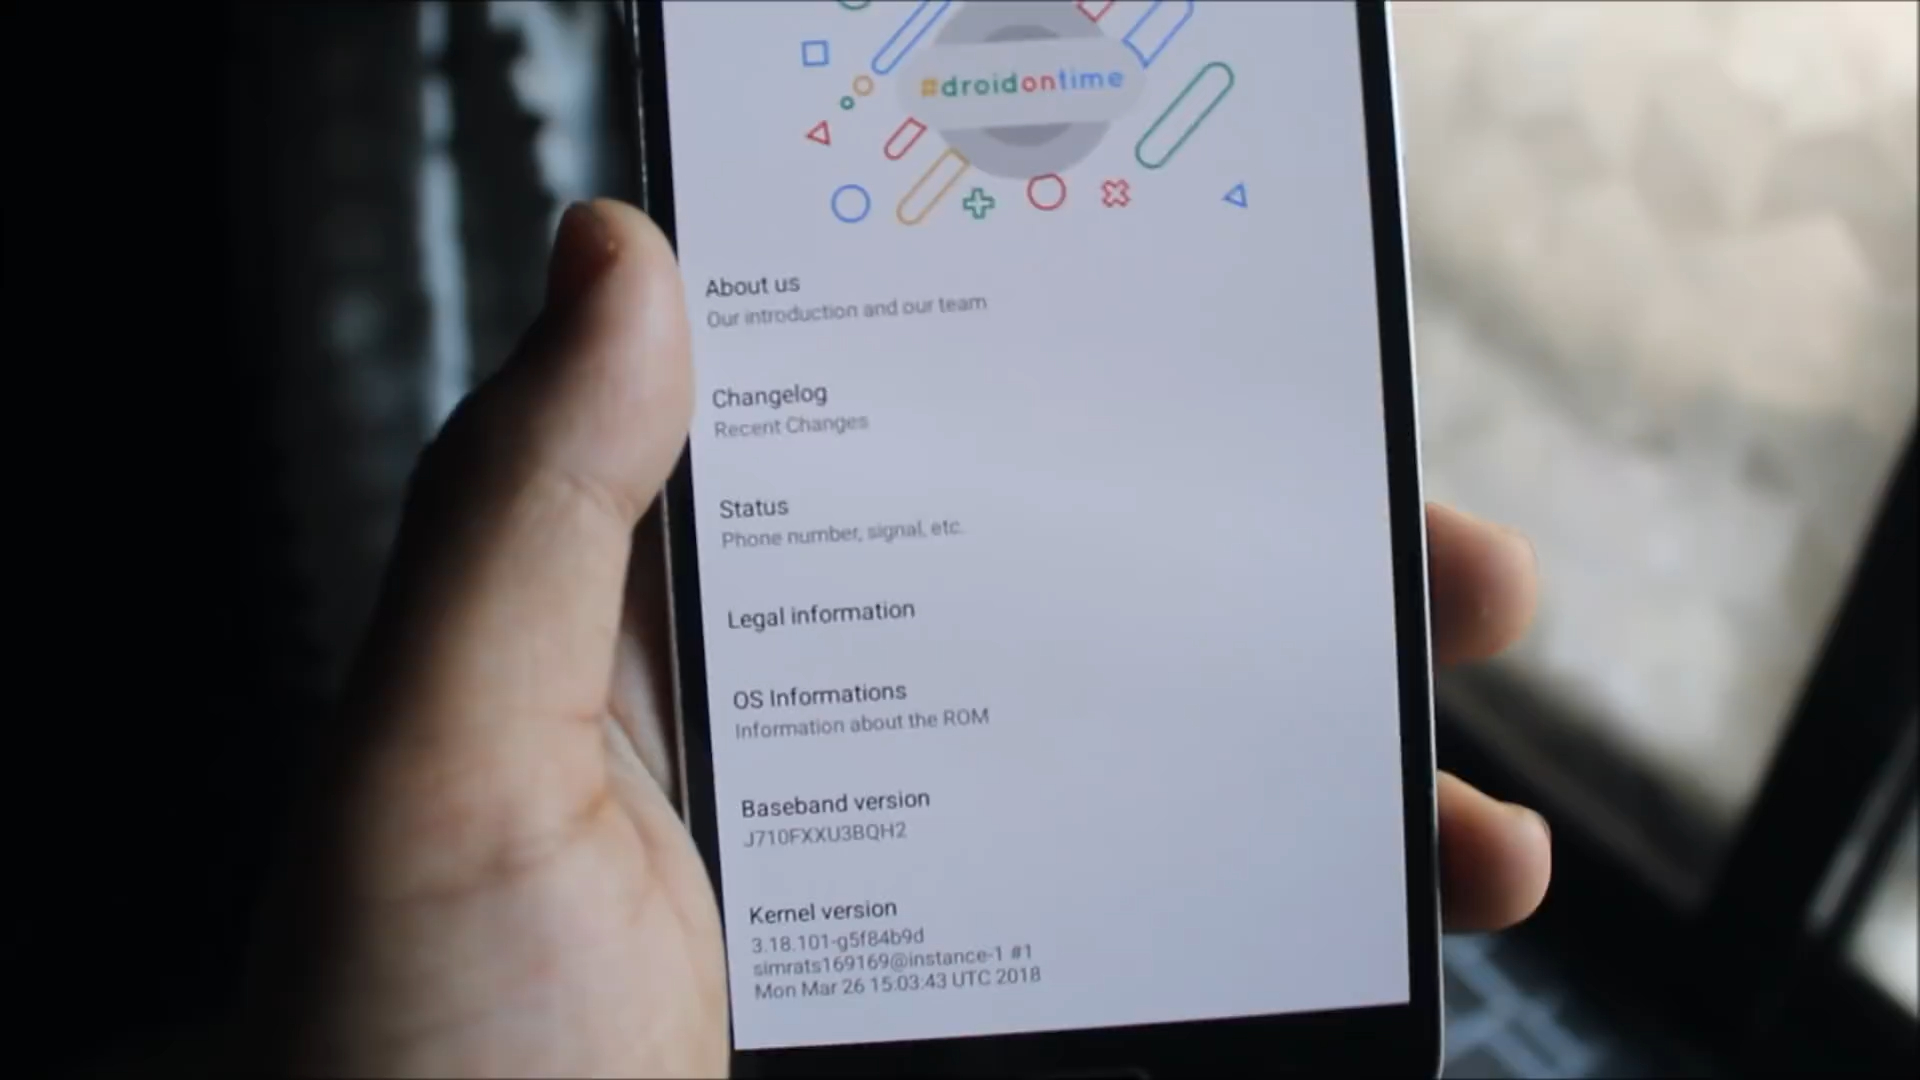 #droidontime
About us
Our introduction and our team
Changelog
Recent Changes
Status
Phone number, signal, etc.
Legal information
OS Informations
Information about the ROM
Baseband version
J710FXXU3BQH2
Kernel version
3.18.101-g5f84b9d
simrats169169@instance-1 #1
Mon Mar 26 15:03:43 UTC 2018